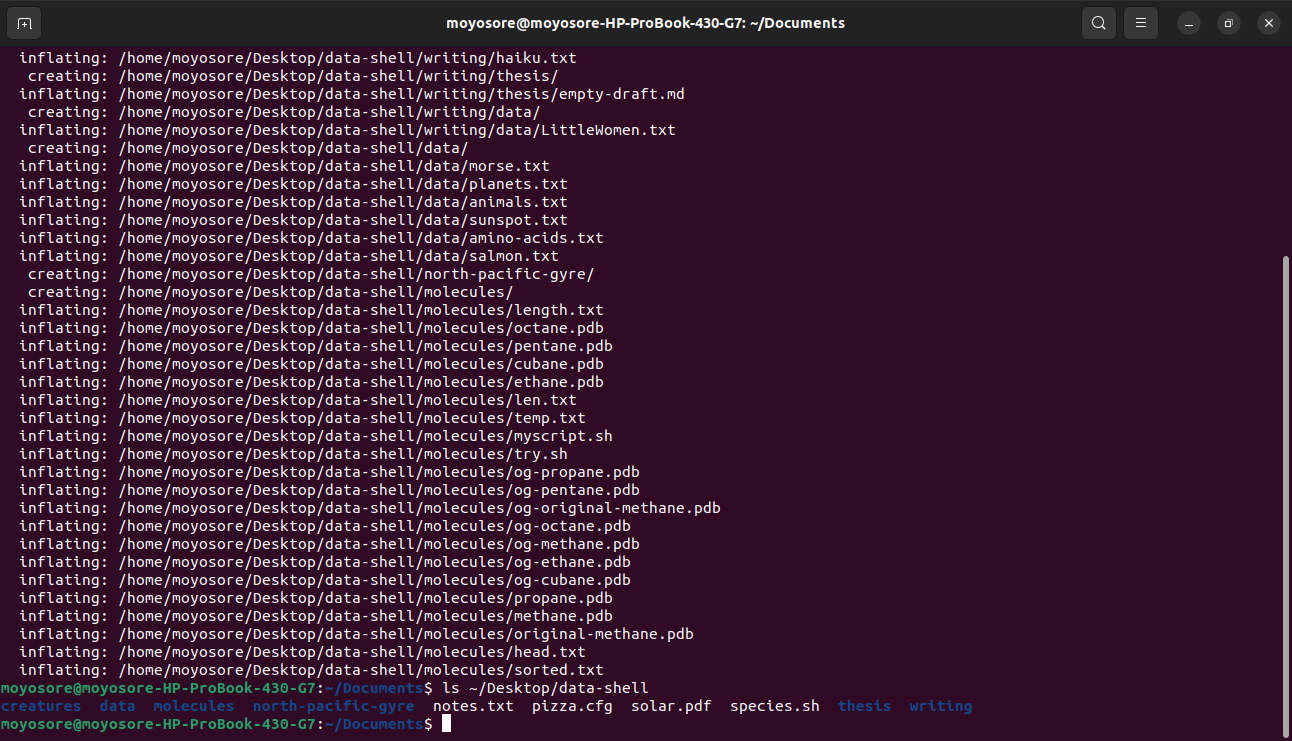 moyosore@moyosore-HP-ProBook-430-G7: ~/Documents
inflating: /home/moyosore/Desktop/data-shell/writing/haiku.txt
creating: /home/moyosore/Desktop/data-shell/writing/thesis/
inflating: /home/moyosore/Desktop/data-shell/writing/thesis/empty-draft.md
creating: /home/moyosore/Desktop/data-shell/writing/data/
inflating: /home/moyosore/Desktop/data-shell/writing/data/LittleWomen.txt
creating: /home/moyosore/Desktop/data-shell/data/
inflating: /home/moyosore/Desktop/data-shell/data/morse.txt
inflating: /home/moyosore/Desktop/data-shell/data/planets.txt
inflating: /home/moyosore/Desktop/data-shell/data/animals.txt
inflating: /home/moyosore/Desktop/data-shell/data/sunspot.txt
inflating: /home/moyosore/Desktop/data-shell/data/amino-acids.txt
inflating: /home/moyosore/Desktop/data-shell/data/salmon.txt
creating: /home/moyosore/Desktop/data-shell/north-pacific-gyre/
creating: /home/moyosore/Desktop/data-shell/molecules/
inflating: /home/moyosore/Desktop/data-shell/molecules/length.txt
inflating: /home/moyosore/Desktop/data-shell/molecules/octane.pdb
inflating: /home/moyosore/Desktop/data-shell/molecules/pentane.pdb
inflating: /home/moyosore/Desktop/data-shell/molecules/cubane.pdb
inflating: /home/moyosore/Desktop/data-shell/molecules/ethane.pdb
inflating: /home/moyosore/Desktop/data-shell/molecules/len.txt
inflating: /home/moyosore/Desktop/data-shell/molecules/temp.txt
inflating: /home/moyosore/Desktop/data-shell/molecules/myscript.sh
inflating: /home/moyosore/Desktop/data-shell/molecules/try.sh
inflating: /home/moyosore/Desktop/data-shell/molecules/og-propane.pdb
inflating: /home/moyosore/Desktop/data-shell/molecules/og-pentane.pdb
inflating: /home/moyosore/Desktop/data-shell/molecules/og-original-methane.pdb
inflating: /home/moyosore/Desktop/data-shell/molecules/og-octane.pdb
inflating: /home/moyosore/Desktop/data-shell/molecules/og-methane.pdb
inflating: /home/moyosore/Desktop/data-shell/molecules/og-ethane.pdb
inflating: /home/moyosore/Desktop/data-shell/molecules/og-cubane.pdb
inflating: /home/moyosore/Desktop/data-shell/molecules/propane.pdb
inflating: /home/moyosore/Desktop/data-shell/molecules/methane.pdb
inflating: /home/moyosore/Desktop/data-shell/molecules/original-methane.pdb
inflating: /home/moyosore/Desktop/data-shell/molecules/head.txt
inflating: /home/moyosore/Desktop/data-shell/molecules/sorted.txt
moyosore@moyosore-HP-ProBook-430-G7:~/Documents$ ls ~/Desktop/data-shell
creatures data molecules north-pacific-gyre notes.txt pizza.cfg solar.pdf species.sh thesis writing
moyosore@moyosore-HP-ProBook-430-G7:~/Documents$